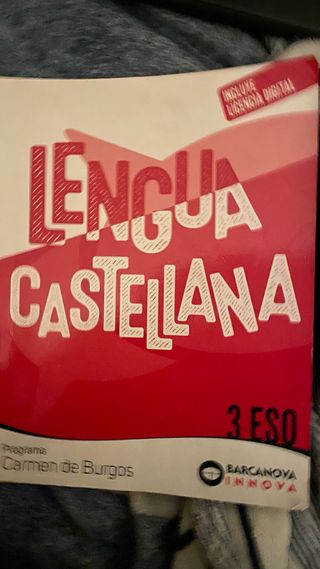 INCLUYE
LICENCIA DIGITAL
LENGUA
CASTELLANA
3 ESO
Programa
Carmen de Burgos
BARCANOVA
INNOVA